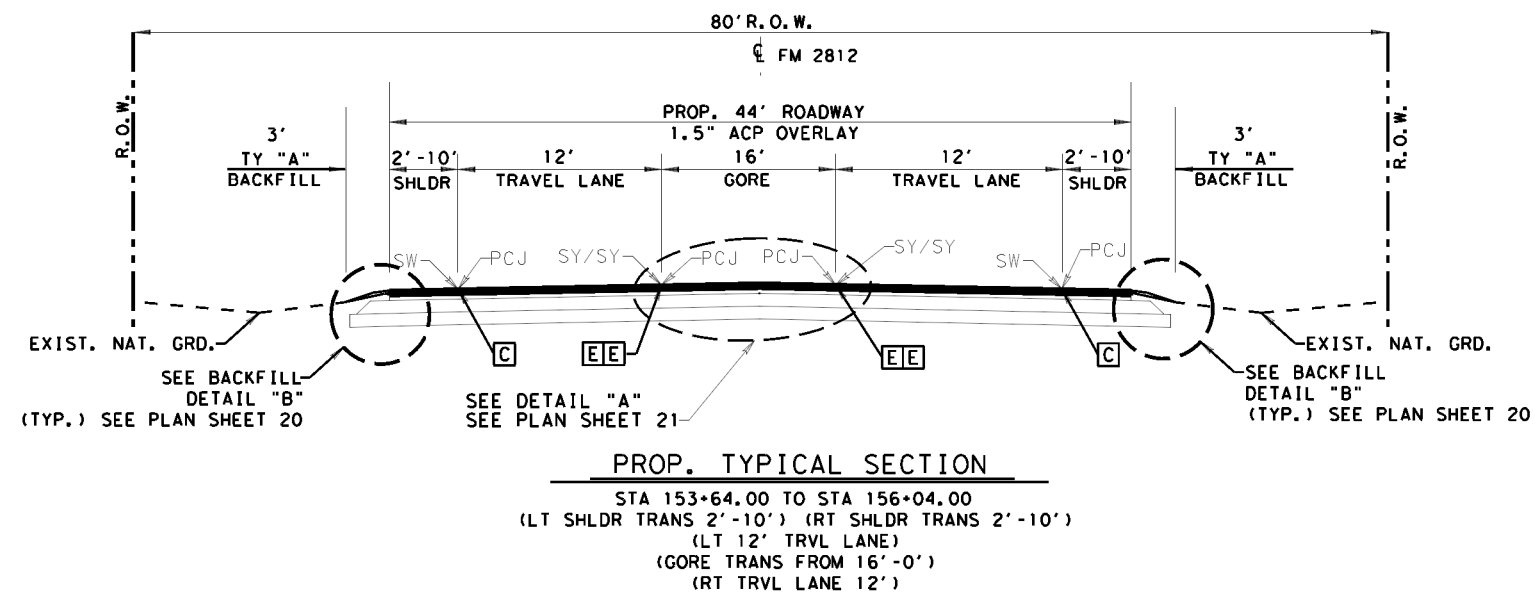 80'R.O.W.
℄ FM 2812
R.O.W.
R.O.W.
PROP. 44' ROADWAY
1.5" ACP OVERLAY
3'
TY "A"
BACKFILL
2'-10'
SHLDR
12'
TRAVEL LANE
16'
GORE
12'
TRAVEL LANE
2'-10'
SHLDR
3'
TY "A"
BACKFILL
SW
PCJ
SY/SY
PCJ
PCJ
SY/SY
SW
PCJ
EXIST. NAT. GRD.
C
EE
EE
C
EXIST. NAT. GRD.
SEE BACKFILL
DETAIL "B"
(TYP.) SEE PLAN SHEET 20
SEE DETAIL "A"
SEE PLAN SHEET 21
SEE BACKFILL
DETAIL "B"
(TYP.) SEE PLAN SHEET 20
PROP. TYPICAL SECTION
STA 153+64.00 TO STA 156+04.00
(LT SHLDR TRANS 2'-10') (RT SHLDR TRANS 2'-10')
(LT 12' TRVL LANE)
(GORE TRANS FROM 16'-0')
(RT TRVL LANE 12')